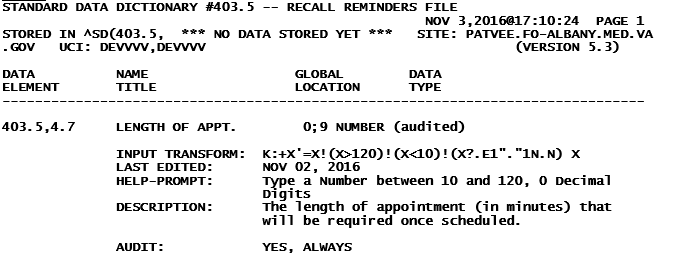 STANDARD DATA DICTIONARY #403.5 -- RECALL REMINDERS FILE
NOV 3,2016@17:10:24 PAGE 1
STORED IN ^SD(403.5, *** NO DATA STORED YET *** SITE: PATVEE.FO-ALBANY.MED.VA
.GOV UCI: DEVVVV,DEVVVV (VERSION 5.3)
DATA NAME GLOBAL DATA
ELEMENT TITLE LOCATION TYPE
-------------------------------------------------------------------------------
403.5,4.7 LENGTH OF APPT. 0;9 NUMBER (audited)
INPUT TRANSFORM: K:+X'=X!(X>120)!(X<10)!(X?.E1"."1N.N) X
LAST EDITED: NOV 02, 2016
HELP-PROMPT: Type a Number between 10 and 120, 0 Decimal
Digits
DESCRIPTION: The length of appointment (in minutes) that
will be required once scheduled.
AUDIT: YES, ALWAYS